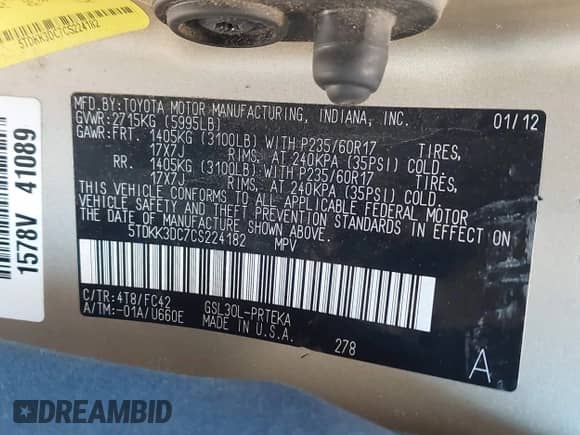 5TDKK3DC7CS224182
1578V 41089
MFD.BY:TOYOTA MOTOR MANUFACTURING, INDIANA, INC. 01/12
GVWR:2715KG (5995LB)
GAWR:FRT. 1405KG (3100LB) WITH P235/60R17 TIRES,
17X7J RIMS, AT 240KPA (35PSI) COLD.
RR. 1405KG (3100LB) WITH P235/60R17 TIRES,
17X7J RIMS, AT 240KPA (35PSI) COLD.
THIS VEHICLE CONFORMS TO ALL APPLICABLE FEDERAL MOTOR
VEHICLE SAFETY AND THEFT PREVENTION STANDARDS IN EFFECT ON
THE DATE OF MANUFACTURE SHOWN ABOVE.
5TDKK3DC7CS224182 MPV
C/TR:4T8/FC42 GSL30L-PRTEKA
A/TM:-01A/U660E MADE IN U.S.A.
278
A
DREAMBID